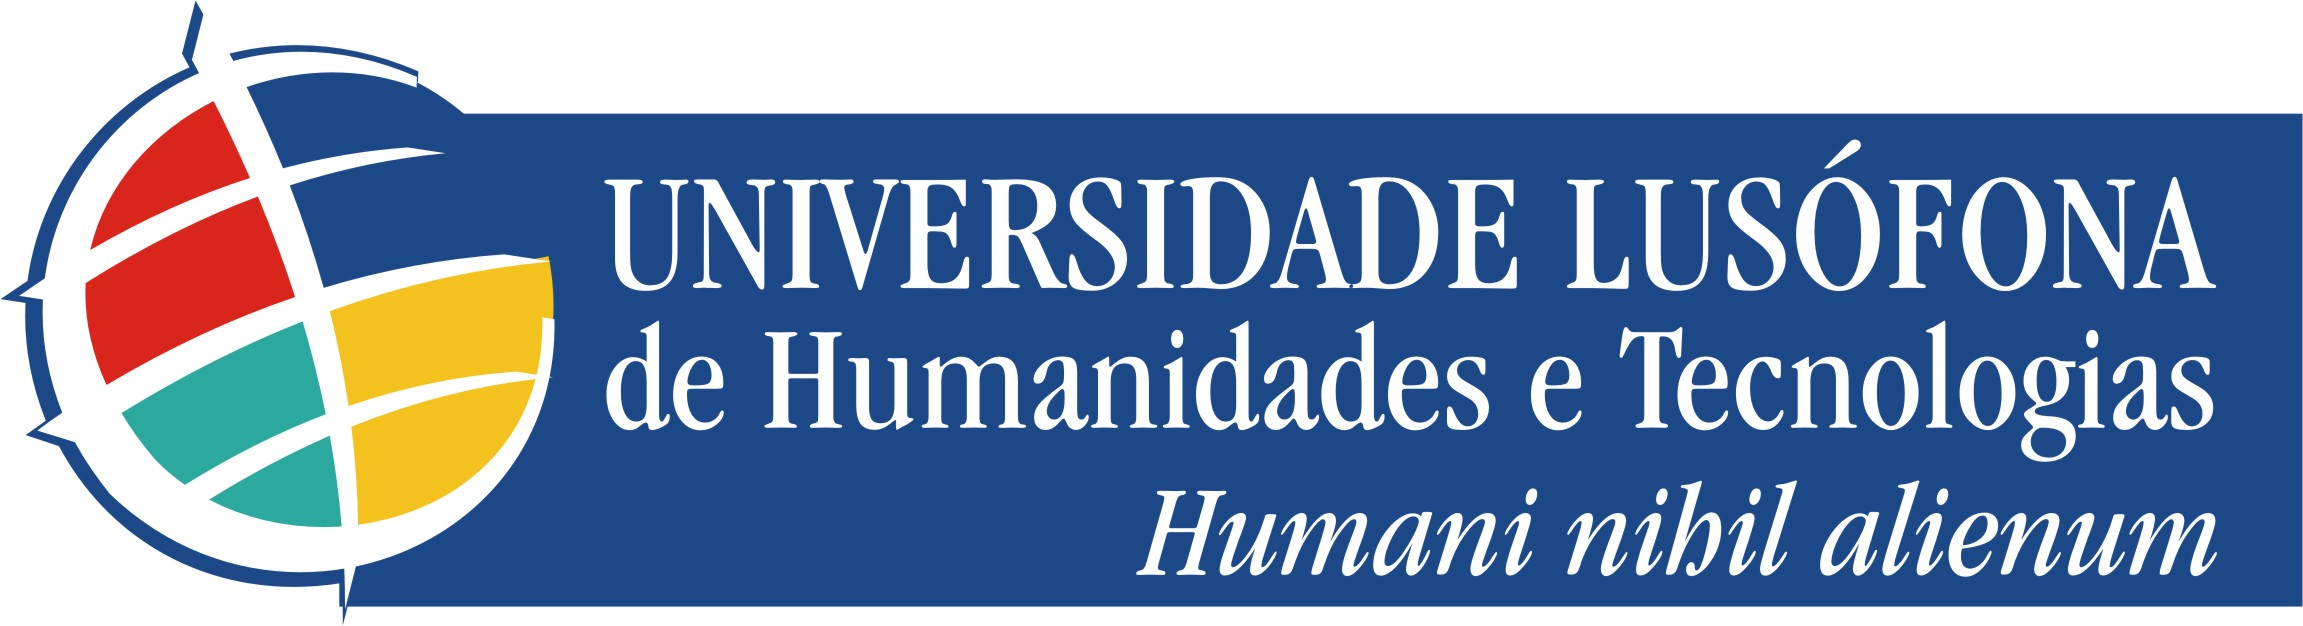 UNIVERSIDADE LUSÓFONA
de Humanidades e Tecnologias
Humani nihil alienum